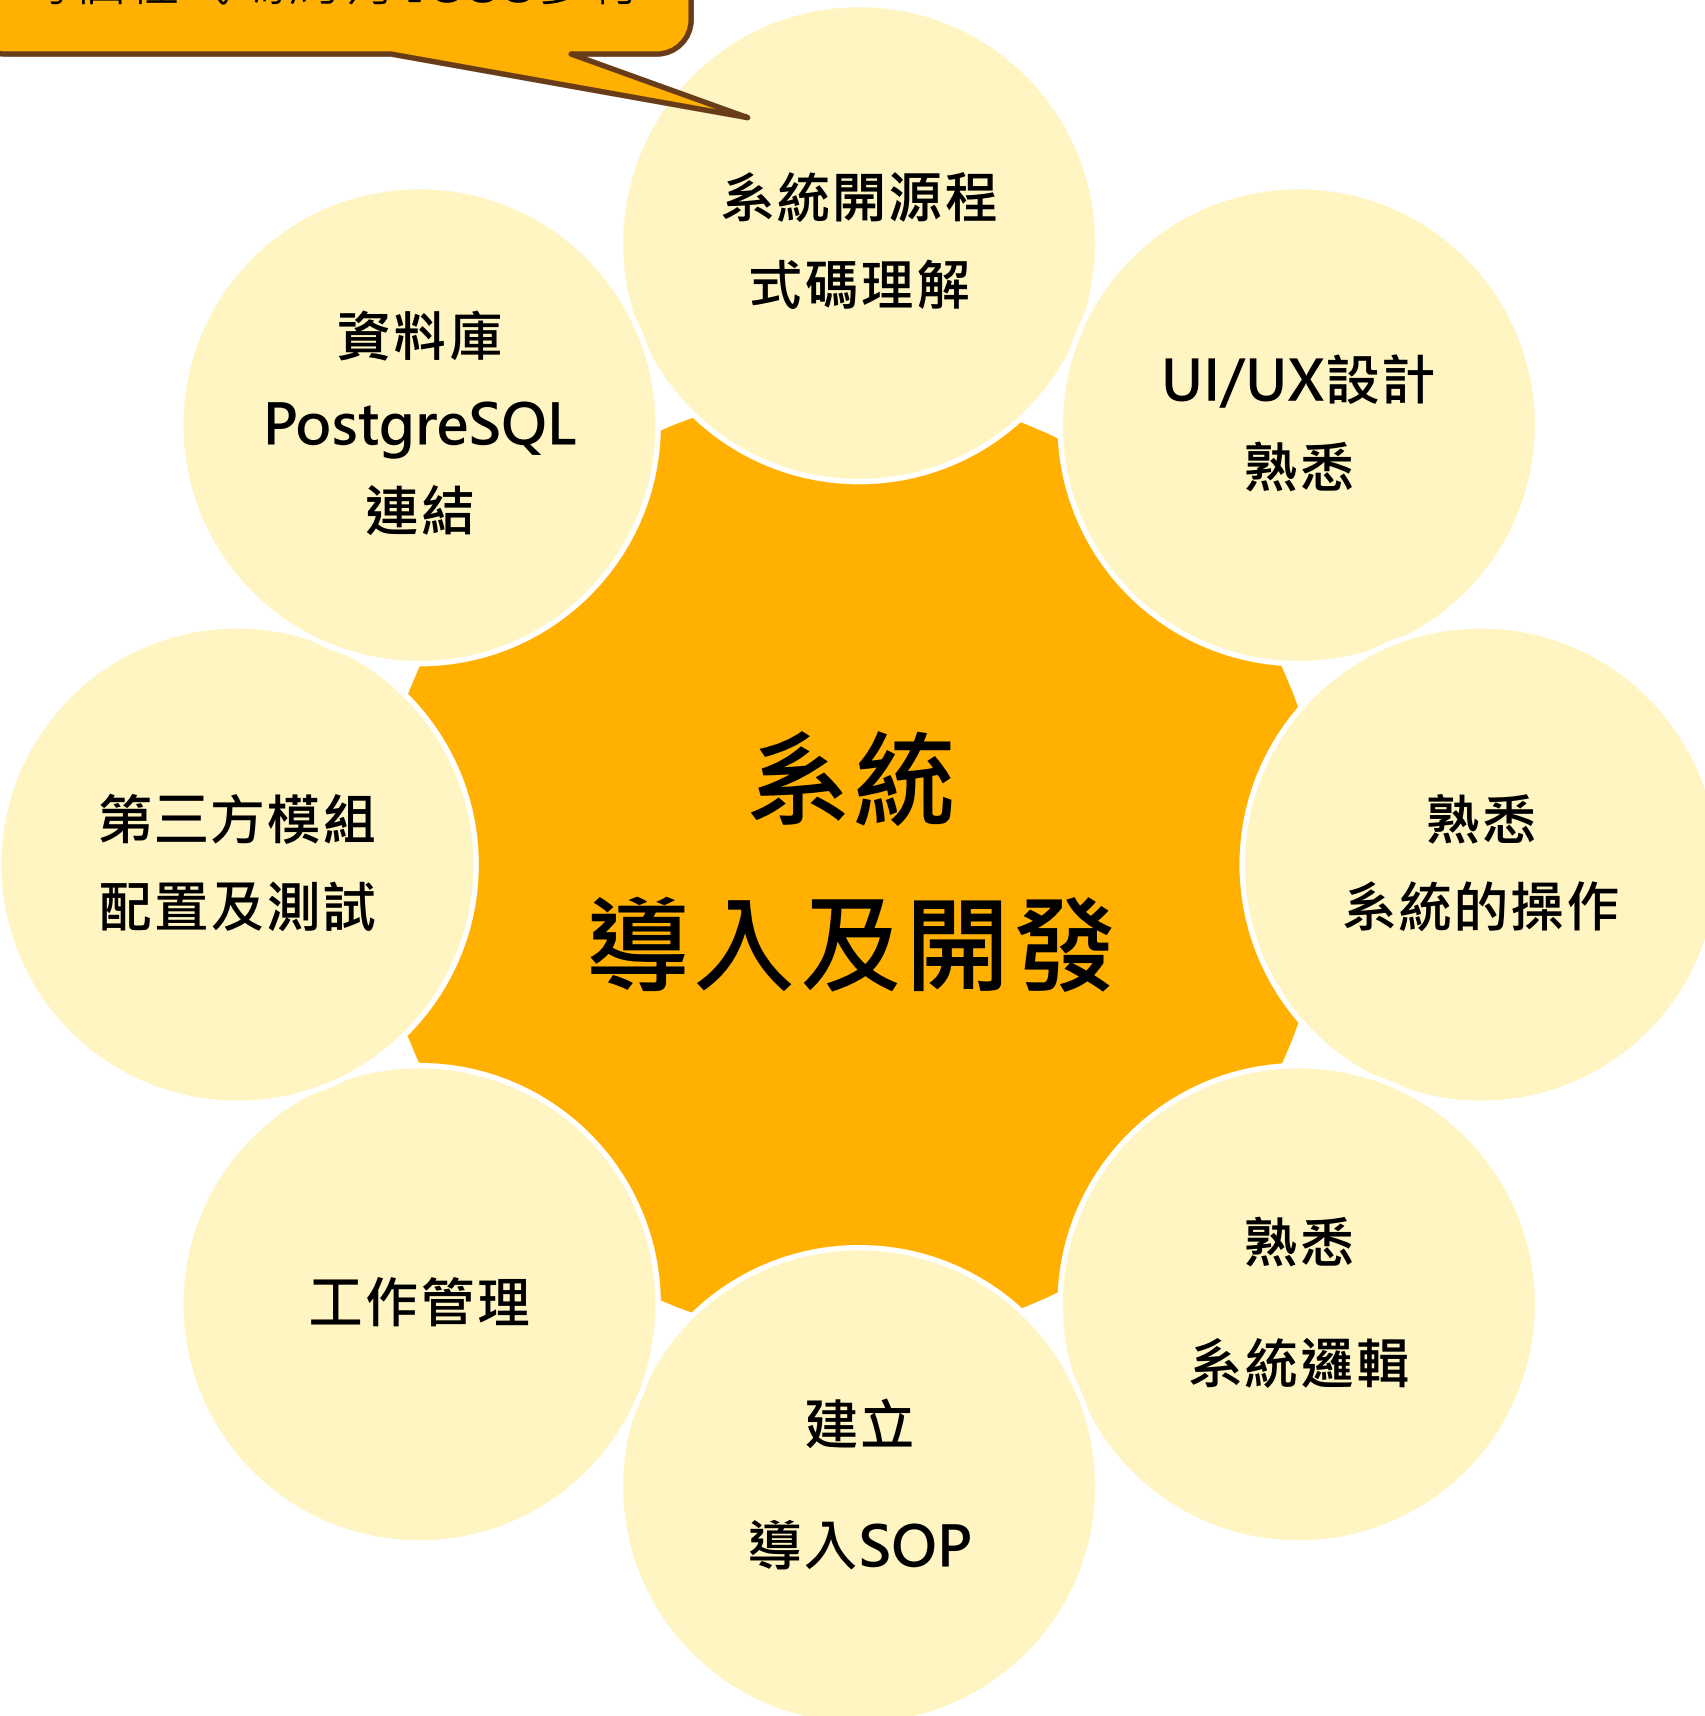 系統開源程
式碼理解
UI/UX設計
熟悉
熟悉
系統的操作
熟悉
系統邏輯
建立
導入SOP
工作管理
第三方模組
配置及測試
資料庫
PostgreSQL
連結
系統
導入及開發